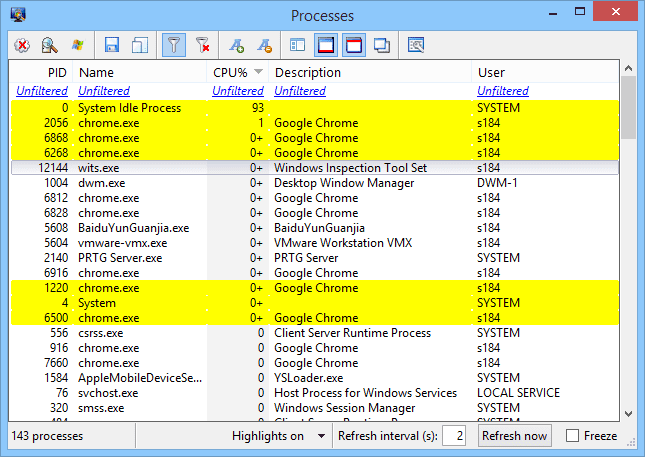 Processes
PID Name CPU% Description User
Unfiltered Unfiltered Unfiltered Unfiltered Unfiltered
0 System Idle Process 93 SYSTEM
2056 chrome.exe 1 Google Chrome s184
6868 chrome.exe 0+ Google Chrome s184
6268 chrome.exe 0+ Google Chrome s184
12144 wits.exe 0+ Windows Inspection Tool Set s184
1004 dwm.exe 0+ Desktop Window Manager DWM-1
6812 chrome.exe 0+ Google Chrome s184
6828 chrome.exe 0+ Google Chrome s184
5608 BaiduYunGuanjia.exe 0+ BaiduYunGuanjia s184
5604 vmware-vmx.exe 0+ VMware Workstation VMX s184
2140 PRTG Server.exe 0+ PRTG Server SYSTEM
6916 chrome.exe 0+ Google Chrome s184
1220 chrome.exe 0+ Google Chrome s184
4 System 0+ SYSTEM
6500 chrome.exe 0+ Google Chrome s184
556 csrss.exe 0 Client Server Runtime Process SYSTEM
916 chrome.exe 0 Google Chrome s184
7660 chrome.exe 0 Google Chrome s184
1584 AppleMobileDeviceSe... 0 YSLoader.exe SYSTEM
76 svchost.exe 0 Host Process for Windows Services LOCAL SERVICE
320 smss.exe 0 Windows Session Manager SYSTEM
143 processes Highlights on Refresh interval (s): 2 Refresh now Freeze